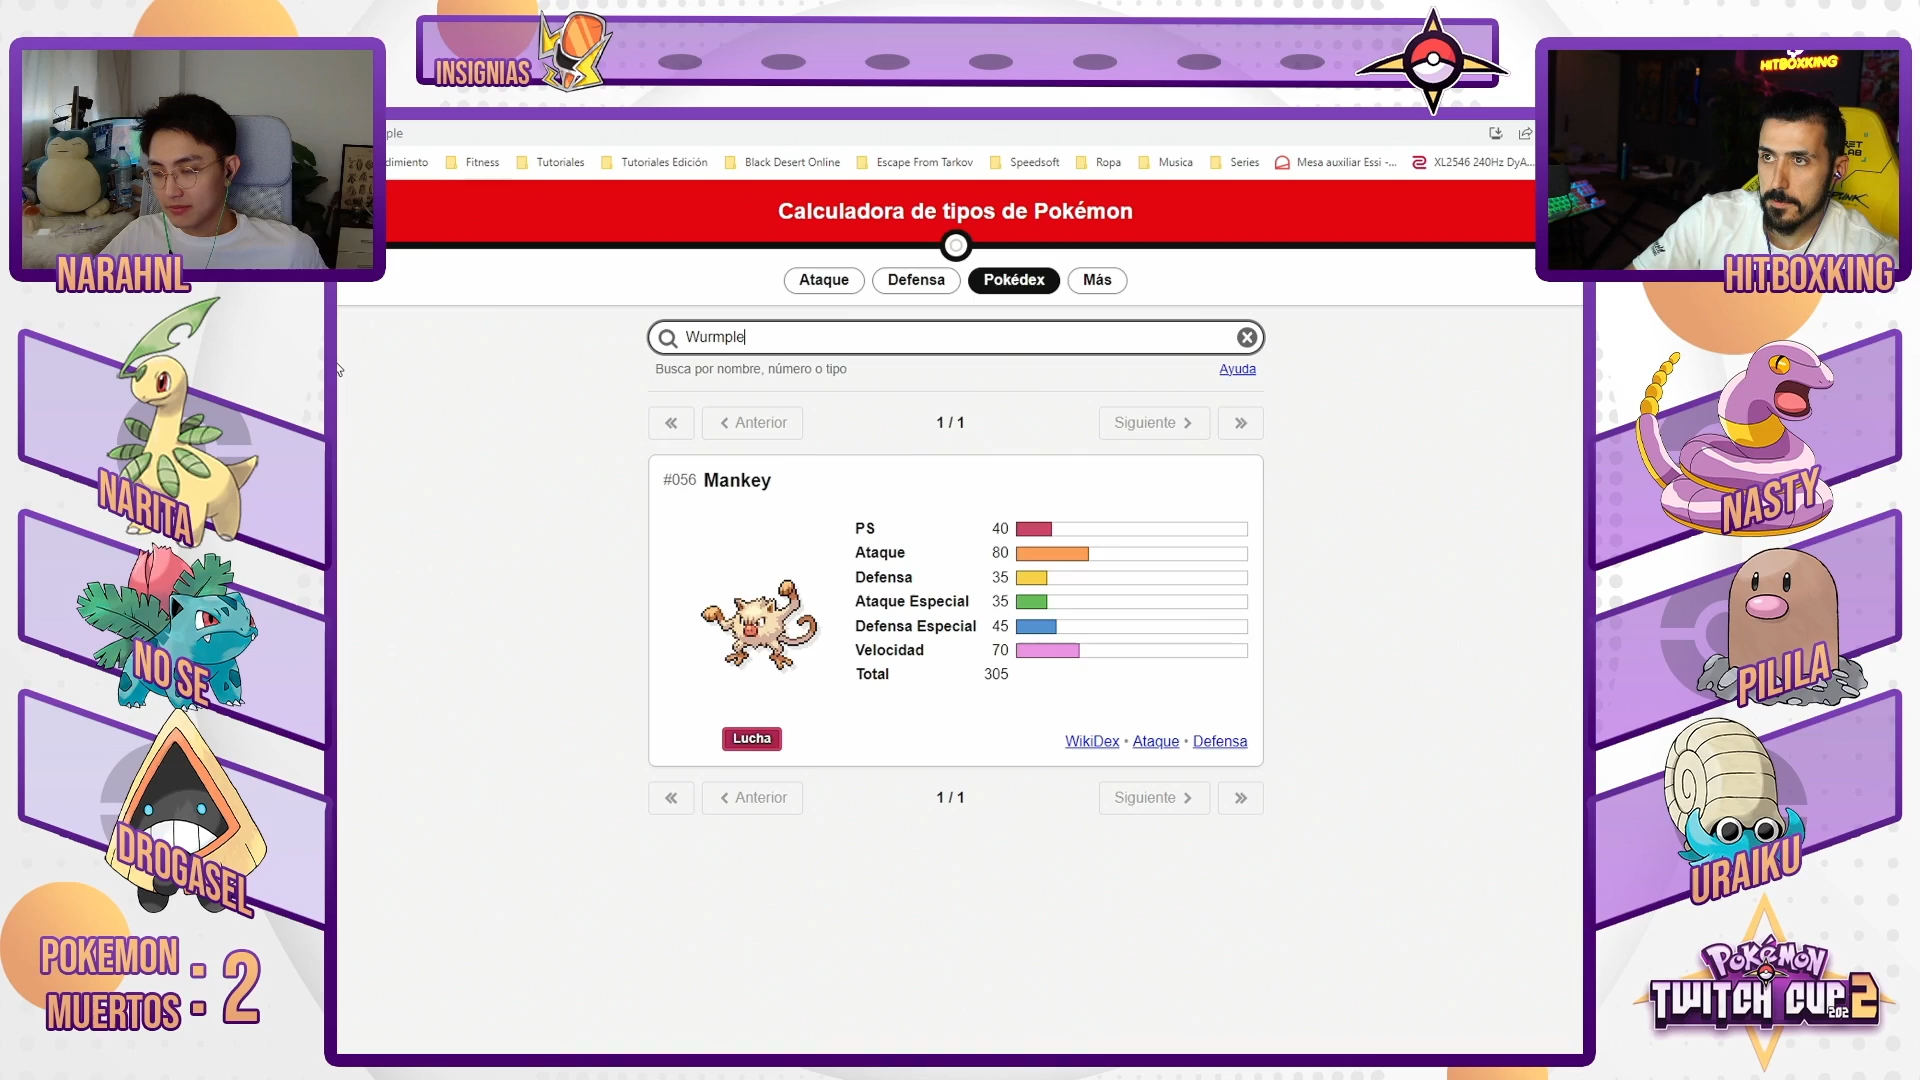 INSIGNIAS
HITBOXKING
NARAHNL
HITBOXKING
ple
dimiento
Fitness
Tutoriales
Tutoriales Edición
Black Desert Online
Escape From Tarkov
Speedsoft
Ropa
Musica
Series
Mesa auxiliar Essi -...
XL2546 240Hz DyA...
Calculadora de tipos de Pokémon
Ataque
Defensa
Pokédex
Más
Wurmple
Busca por nombre, número o tipo
Ayuda
« < Anterior 1 / 1 Siguiente > »
#056 Mankey
PS 40
Ataque 80
Defensa 35
Ataque Especial 35
Defensa Especial 45
Velocidad 70
Total 305
Lucha
WikiDex • Ataque • Defensa
« < Anterior 1 / 1 Siguiente > »
NARITA
NO SE
DROGASEL
POKEMON
MUERTOS : 2
NASTY
PILILA
URAIKU
POKÉMON
TWITCH CUP 2
202